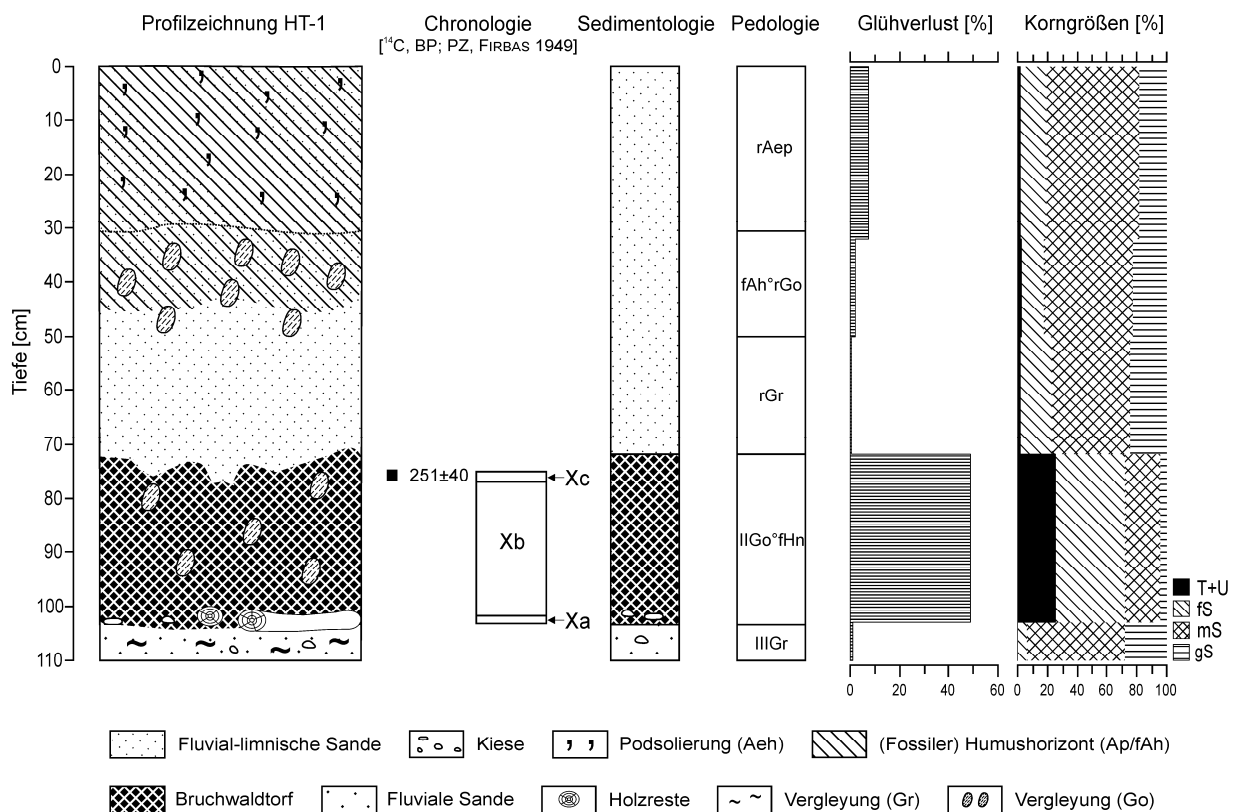 Profilzeichnung HT-1
Chronologie
[¹⁴C, BP; PZ, FIRBAS 1949]
Sedimentologie
Pedologie
Glühverlust [%]
Korngrößen [%]
Tiefe [cm]
0
10
20
30
40
50
60
70
80
90
100
110
251±40
Xc
Xb
Xa
rAep
fAh°rGo
rGr
IIGo°fHn
IIIGr
0 20 40 60
0 20 40 60 80 100
T+U
fS
mS
gS
Fluvial-limnische Sande
Kiese
Podsolierung (Aeh)
(Fossiler) Humushorizont (Ap/fAh)
Bruchwaldtorf
Fluviale Sande
Holzreste
Vergleyung (Gr)
Vergleyung (Go)